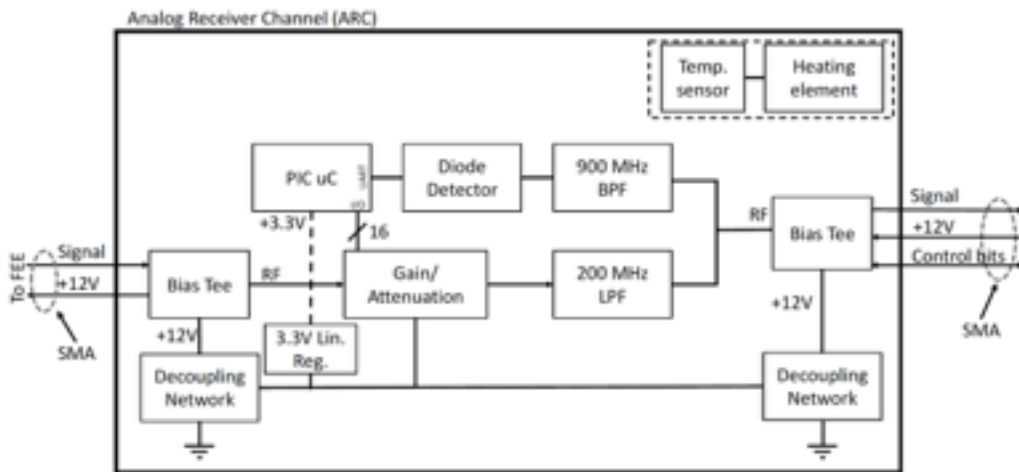 Analog Receiver Channel (ARC)
Temp.
sensor
Heating
element
PIC uC
UART
I/O
Diode
Detector
900 MHz
BPF
+3.3V
16
RF
Bias Tee
Signal
+12V
Control bits
SMA
To FEE
Signal
+12V
SMA
Bias Tee
RF
Gain/
Attenuation
200 MHz
LPF
+12V
3.3V Lin.
Reg.
+12V
Decoupling
Network
Decoupling
Network